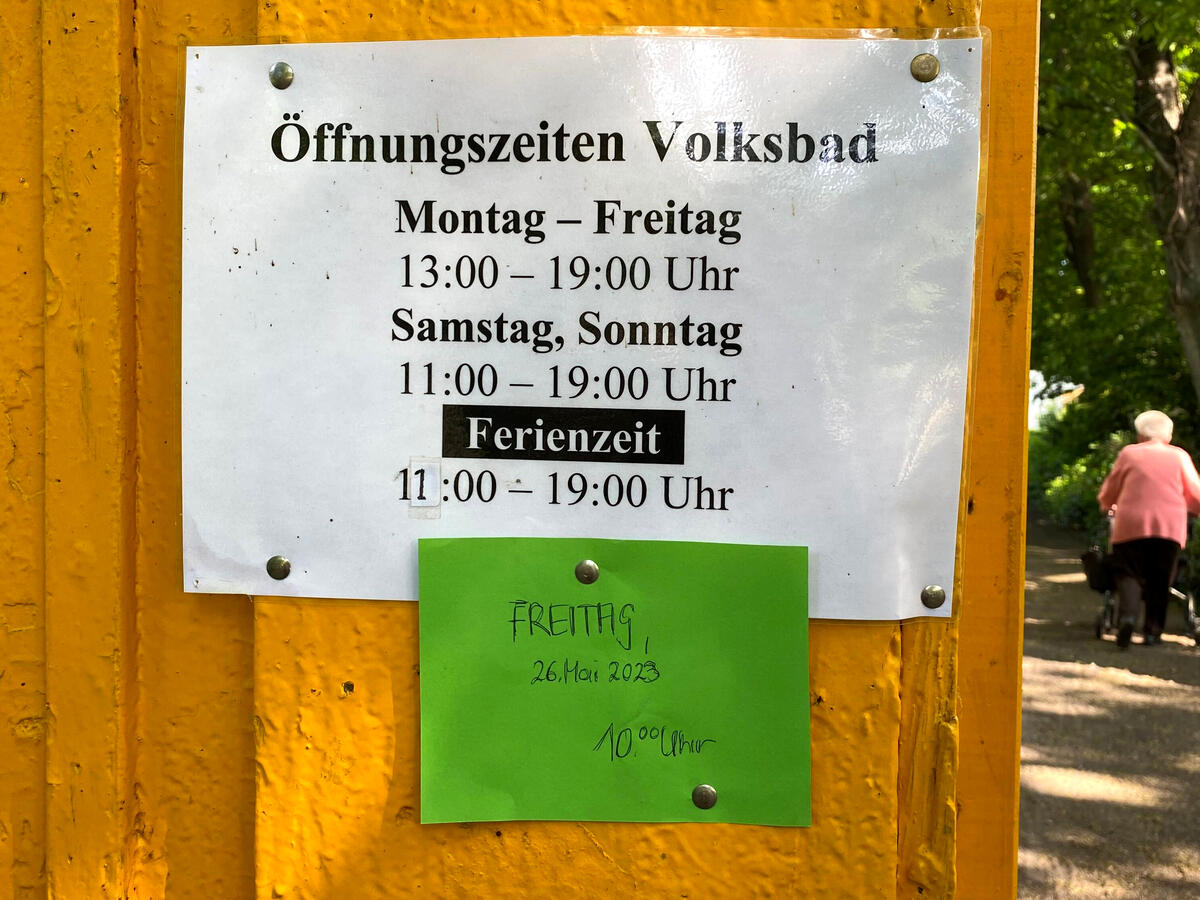 Öffnungszeiten Volksbad
Montag – Freitag
13:00 – 19:00 Uhr
Samstag, Sonntag
11:00 – 19:00 Uhr
Ferienzeit
11:00 – 19:00 Uhr
FREITAG,
26. Mai 2023
10.⁰⁰ Uhr